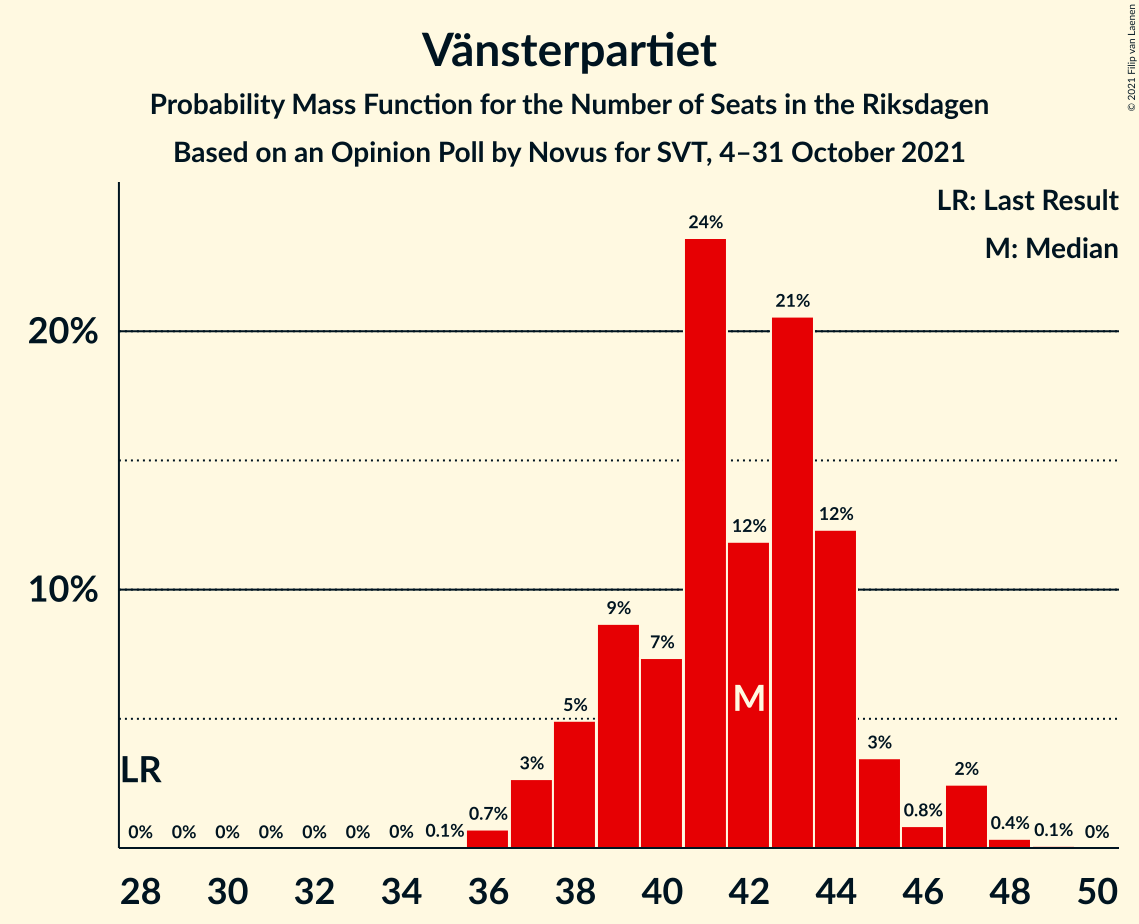 Vänsterpartiet
Probability Mass Function for the Number of Seats in the Riksdagen
Based on an Opinion Poll by Novus for SVT, 4–31 October 2021
© 2021 Filip van Laenen
LR: Last Result
M: Median
24%
21%
20%
12% 12%
10%
9%
7%
5%
M
3% 3% 2%
LR
0% 0% 0% 0% 0% 0% 0% 0.1% 0.7% 0.8% 0.4% 0.1% 0%
28 30 32 34 36 38 40 42 44 46 48 50